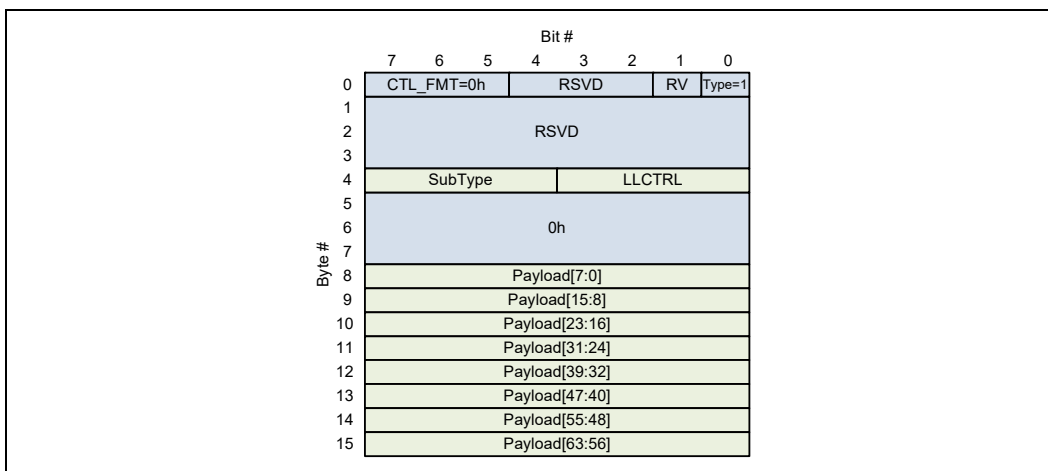 Bit #
7 6 5 4 3 2 1 0
0 CTL_FMT=0h RSVD RV Type=1
1
2 RSVD
3
4 SubType LLCTRL
5
6 0h
7
Byte #
8 Payload[7:0]
9 Payload[15:8]
10 Payload[23:16]
11 Payload[31:24]
12 Payload[39:32]
13 Payload[47:40]
14 Payload[55:48]
15 Payload[63:56]